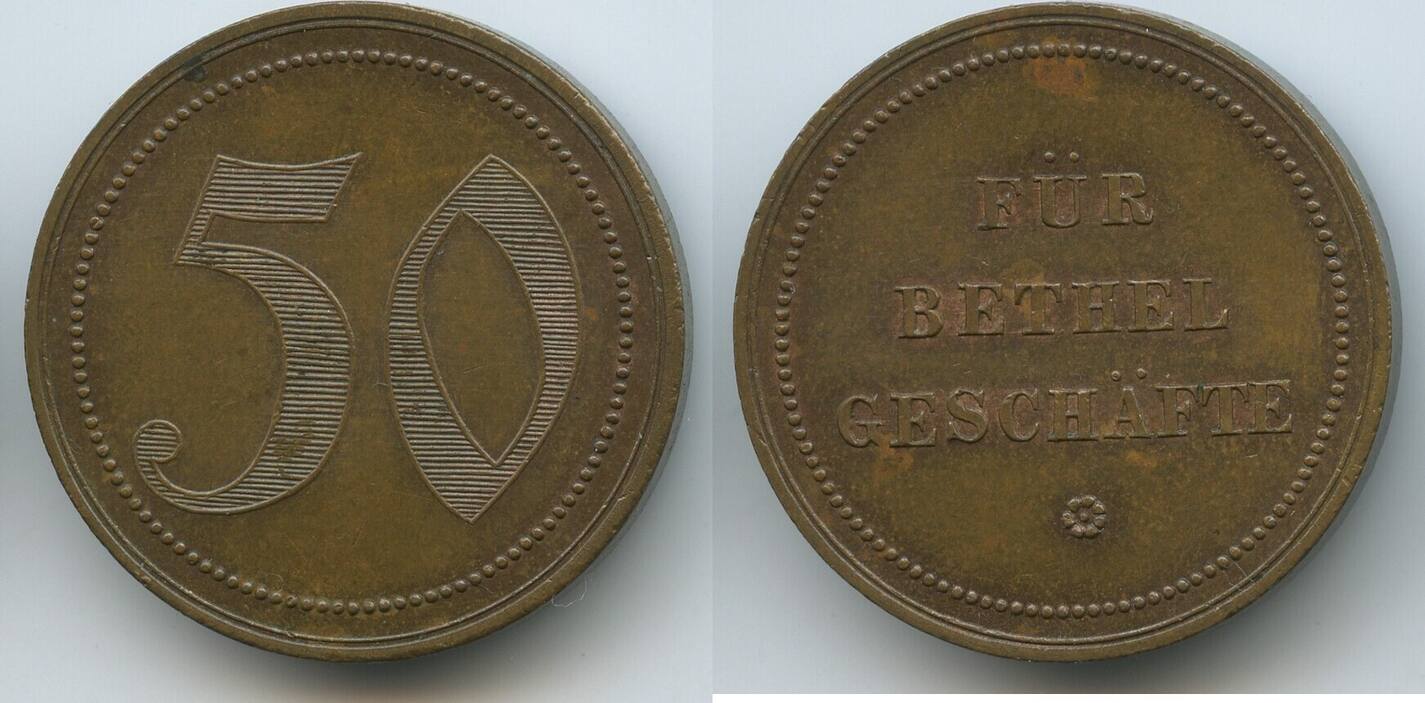 50
FÜR
BETHEL
GESCHÄFTE